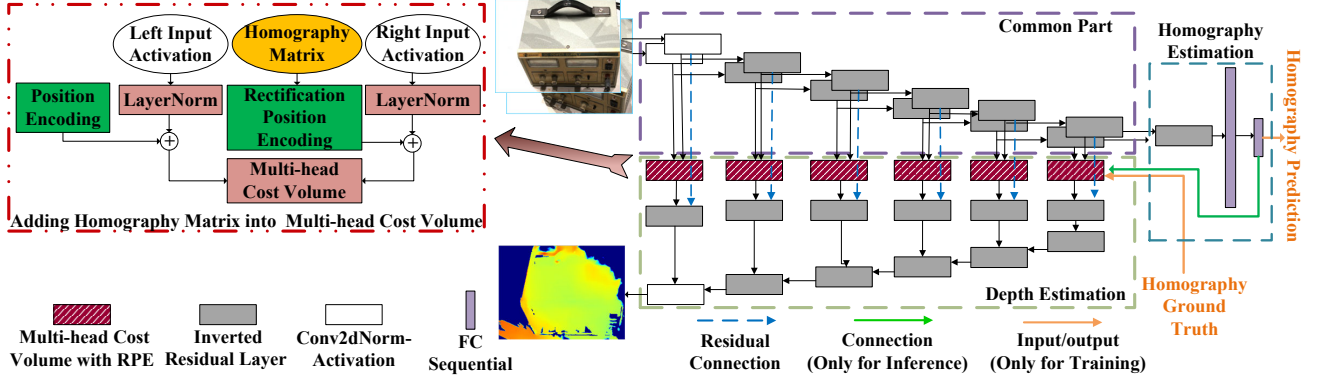 Left Input
Activation
Homography
Matrix
Right Input
Activation
Position
Encoding
LayerNorm
Rectification
Position
Encoding
LayerNorm
Multi-head
Cost Volume
Adding Homography Matrix into Multi-head Cost Volume
Common Part
Homography
Estimation
Homography Prediction
Depth Estimation
Homography
Ground
Truth
Multi-head Cost
Volume with RPE
Inverted
Residual Layer
Conv2dNorm-
Activation
FC
Sequential
Residual
Connection
Connection
(Only for Inference)
Input/output
(Only for Training)